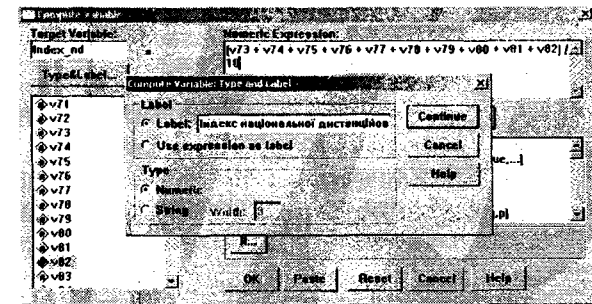 Compute Variable
Target Variable:
Index_nd
=
Numeric Expression:
(v73 + v74 + v75 + v76 + v77 + v78 + v79 + v80 + v81 + v82) /
10
Type&Label...
v71
v72
v73
v74
v75
v76
v77
v78
v79
v80
v81
v82
v83
Compute Variable: Type and Label
Label
Label: Індекс національної дистанційов
Use expression as label
Type
Numeric
String Width: 8
Continue
Cancel
Help
ue,...]
,p]
If...
OK Paste Reset Cancel Help